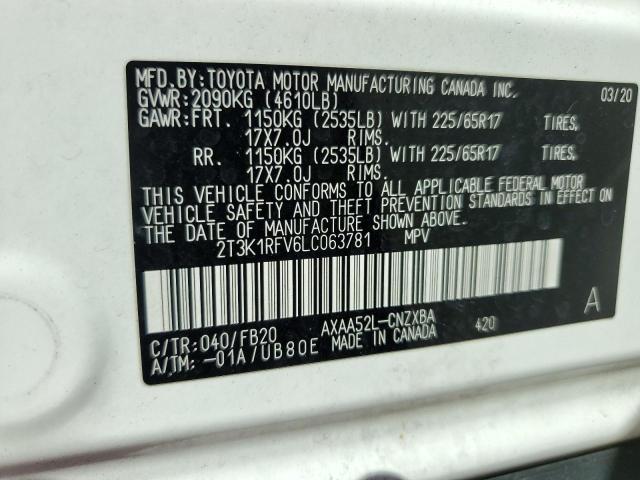 MFD. BY: TOYOTA MOTOR MANUFACTURING CANADA INC. 03/20
GVWR: 2090KG (4610LB)
GAWR: FRT. 1150KG (2535LB) WITH 225/65R17 TIRES,
17X7.0J RIMS.
RR. 1150KG (2535LB) WITH 225/65R17 TIRES,
17X7.0J RIMS.
THIS VEHICLE CONFORMS TO ALL APPLICABLE FEDERAL MOTOR
VEHICLE SAFETY AND THEFT PREVENTION STANDARDS IN EFFECT ON
THE DATE OF MANUFACTURE SHOWN ABOVE.
2T3K1RFV6LC063781 MPV
A
C/TR: 040/FB20 AXAA52L-CNZXBA 420
A/TM: -01A/UB80E MADE IN CANADA